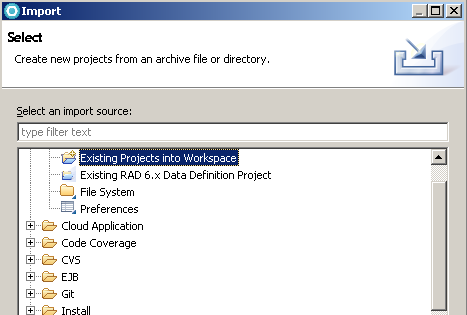 Import
Select
Create new projects from an archive file or directory.
Select an import source:
type filter text
Existing Projects into Workspace
Existing RAD 6.x Data Definition Project
File System
Preferences
Cloud Application
Code Coverage
CVS
EJB
Git
Install